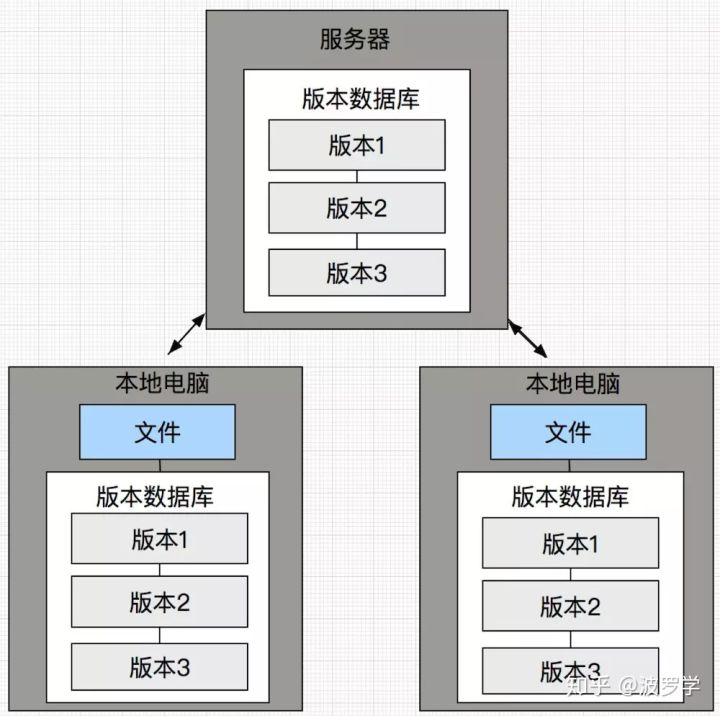 服务器
版本数据库
版本1
版本2
版本3
本地电脑
文件
版本数据库
版本1
版本2
版本3
本地电脑
文件
版本数据库
版本1
版本2
版本3
知乎 @波罗学